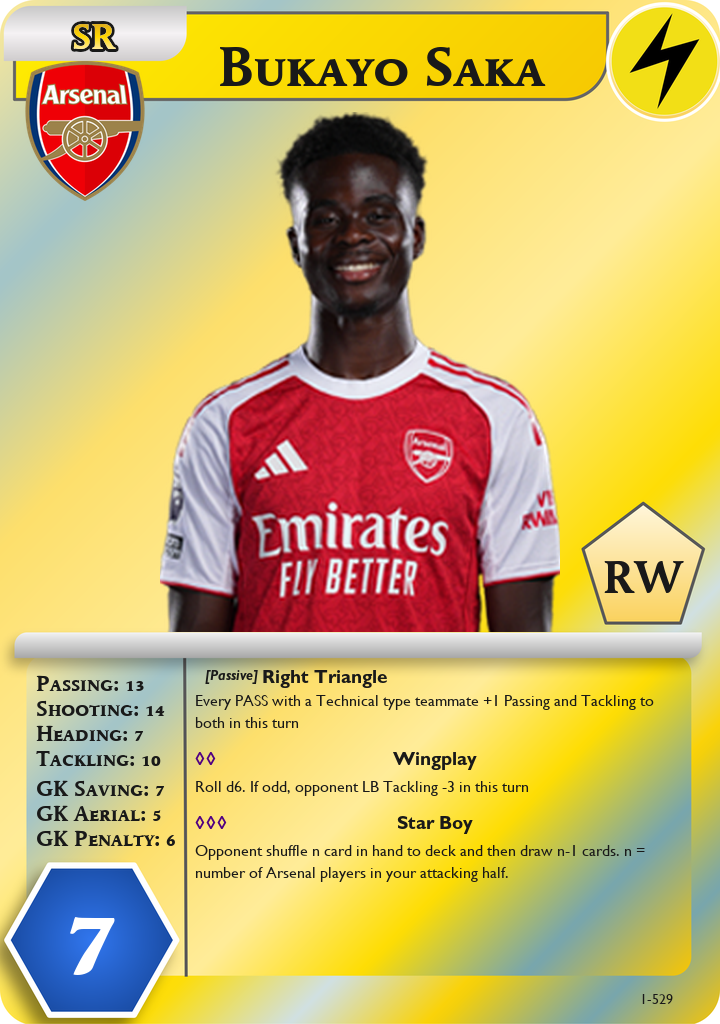 SR
Bukayo Saka
Arsenal
Arsenal
Emirates
FLY BETTER
RW
Passing: 13
Shooting: 14
Heading: 7
Tackling: 10
GK Saving: 7
GK Aerial: 5
GK Penalty: 6
7
[Passive] Right Triangle
Every PASS with a Technical type teammate +1 Passing and Tackling to
both in this turn
◊◊ Wingplay
Roll d6. If odd, opponent LB Tackling -3 in this turn
◊◊◊ Star Boy
Opponent shuffle n card in hand to deck and then draw n-1 cards. n =
number of Arsenal players in your attacking half.
1-529